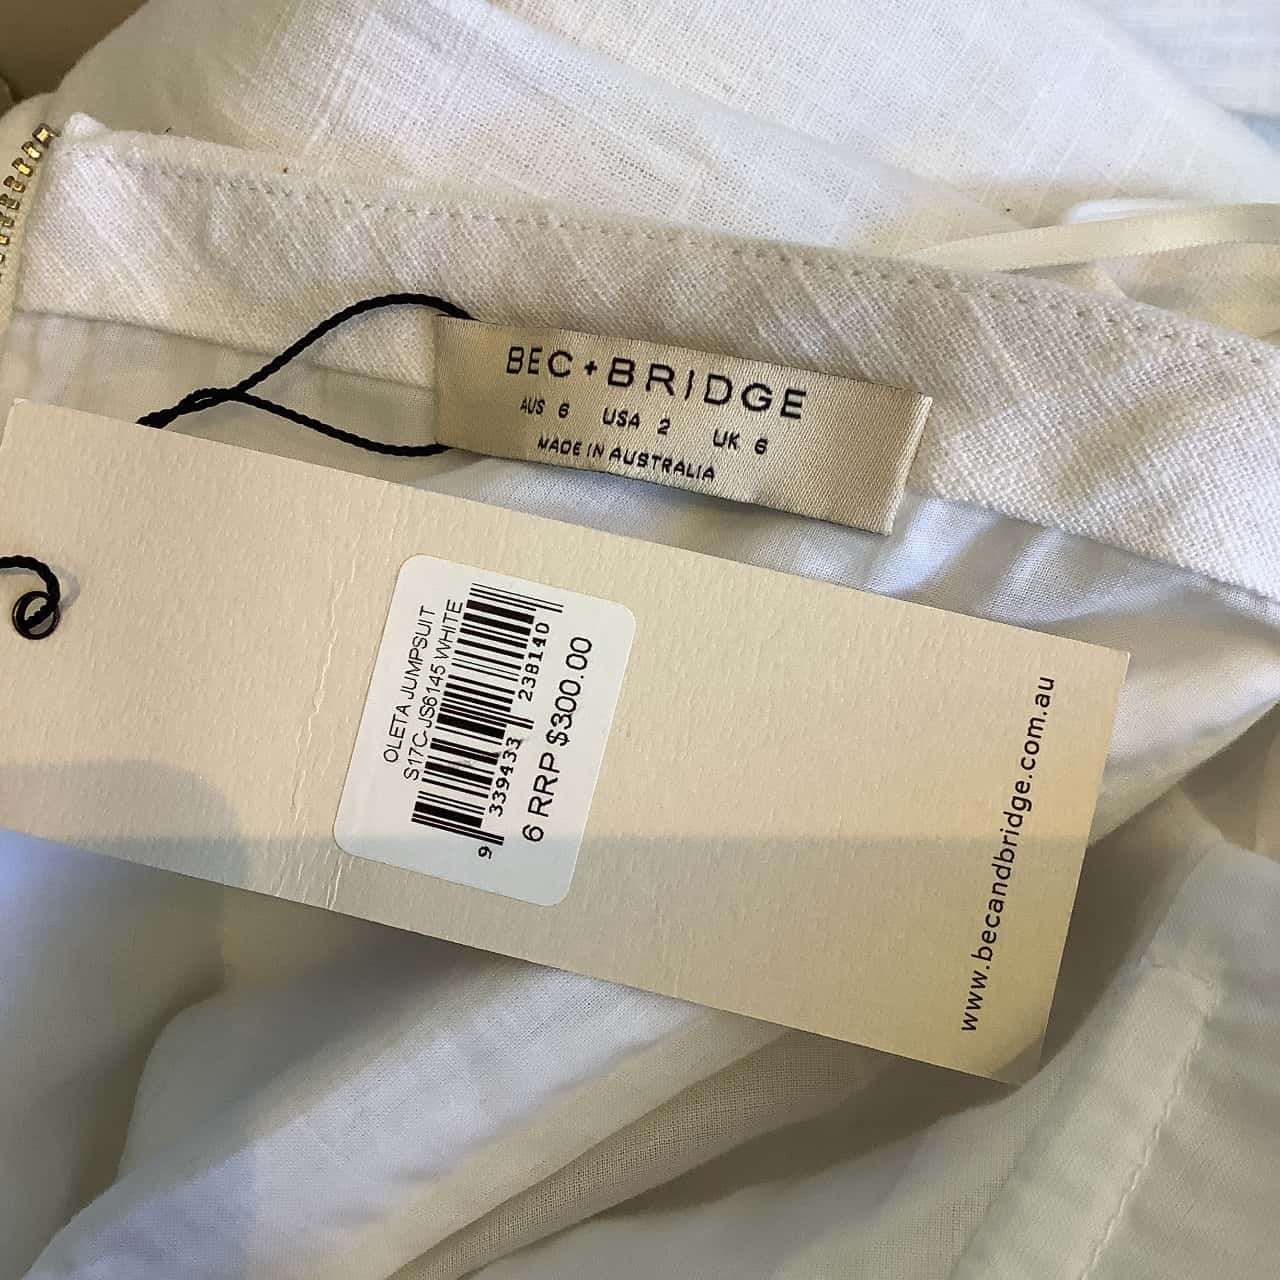 BEC+BRIDGE
AUS 6 USA 2 UK 6
MADE IN AUSTRALIA
OLETA JUMPSUIT
S17C-JS6145 WHITE
9 339433 238140
6 RRP $300.00
www.becandbridge.com.au